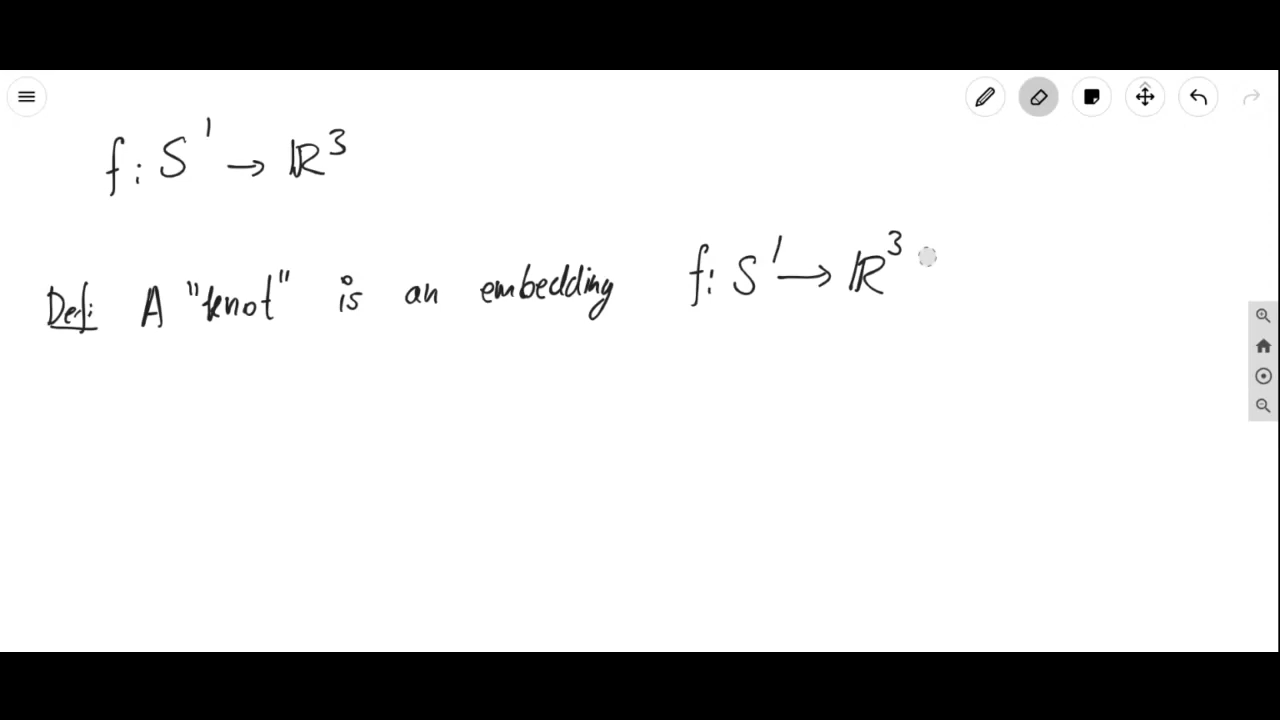 f: S¹ → ℝ³
Def: A "knot" is an embedding f: S¹ → ℝ³